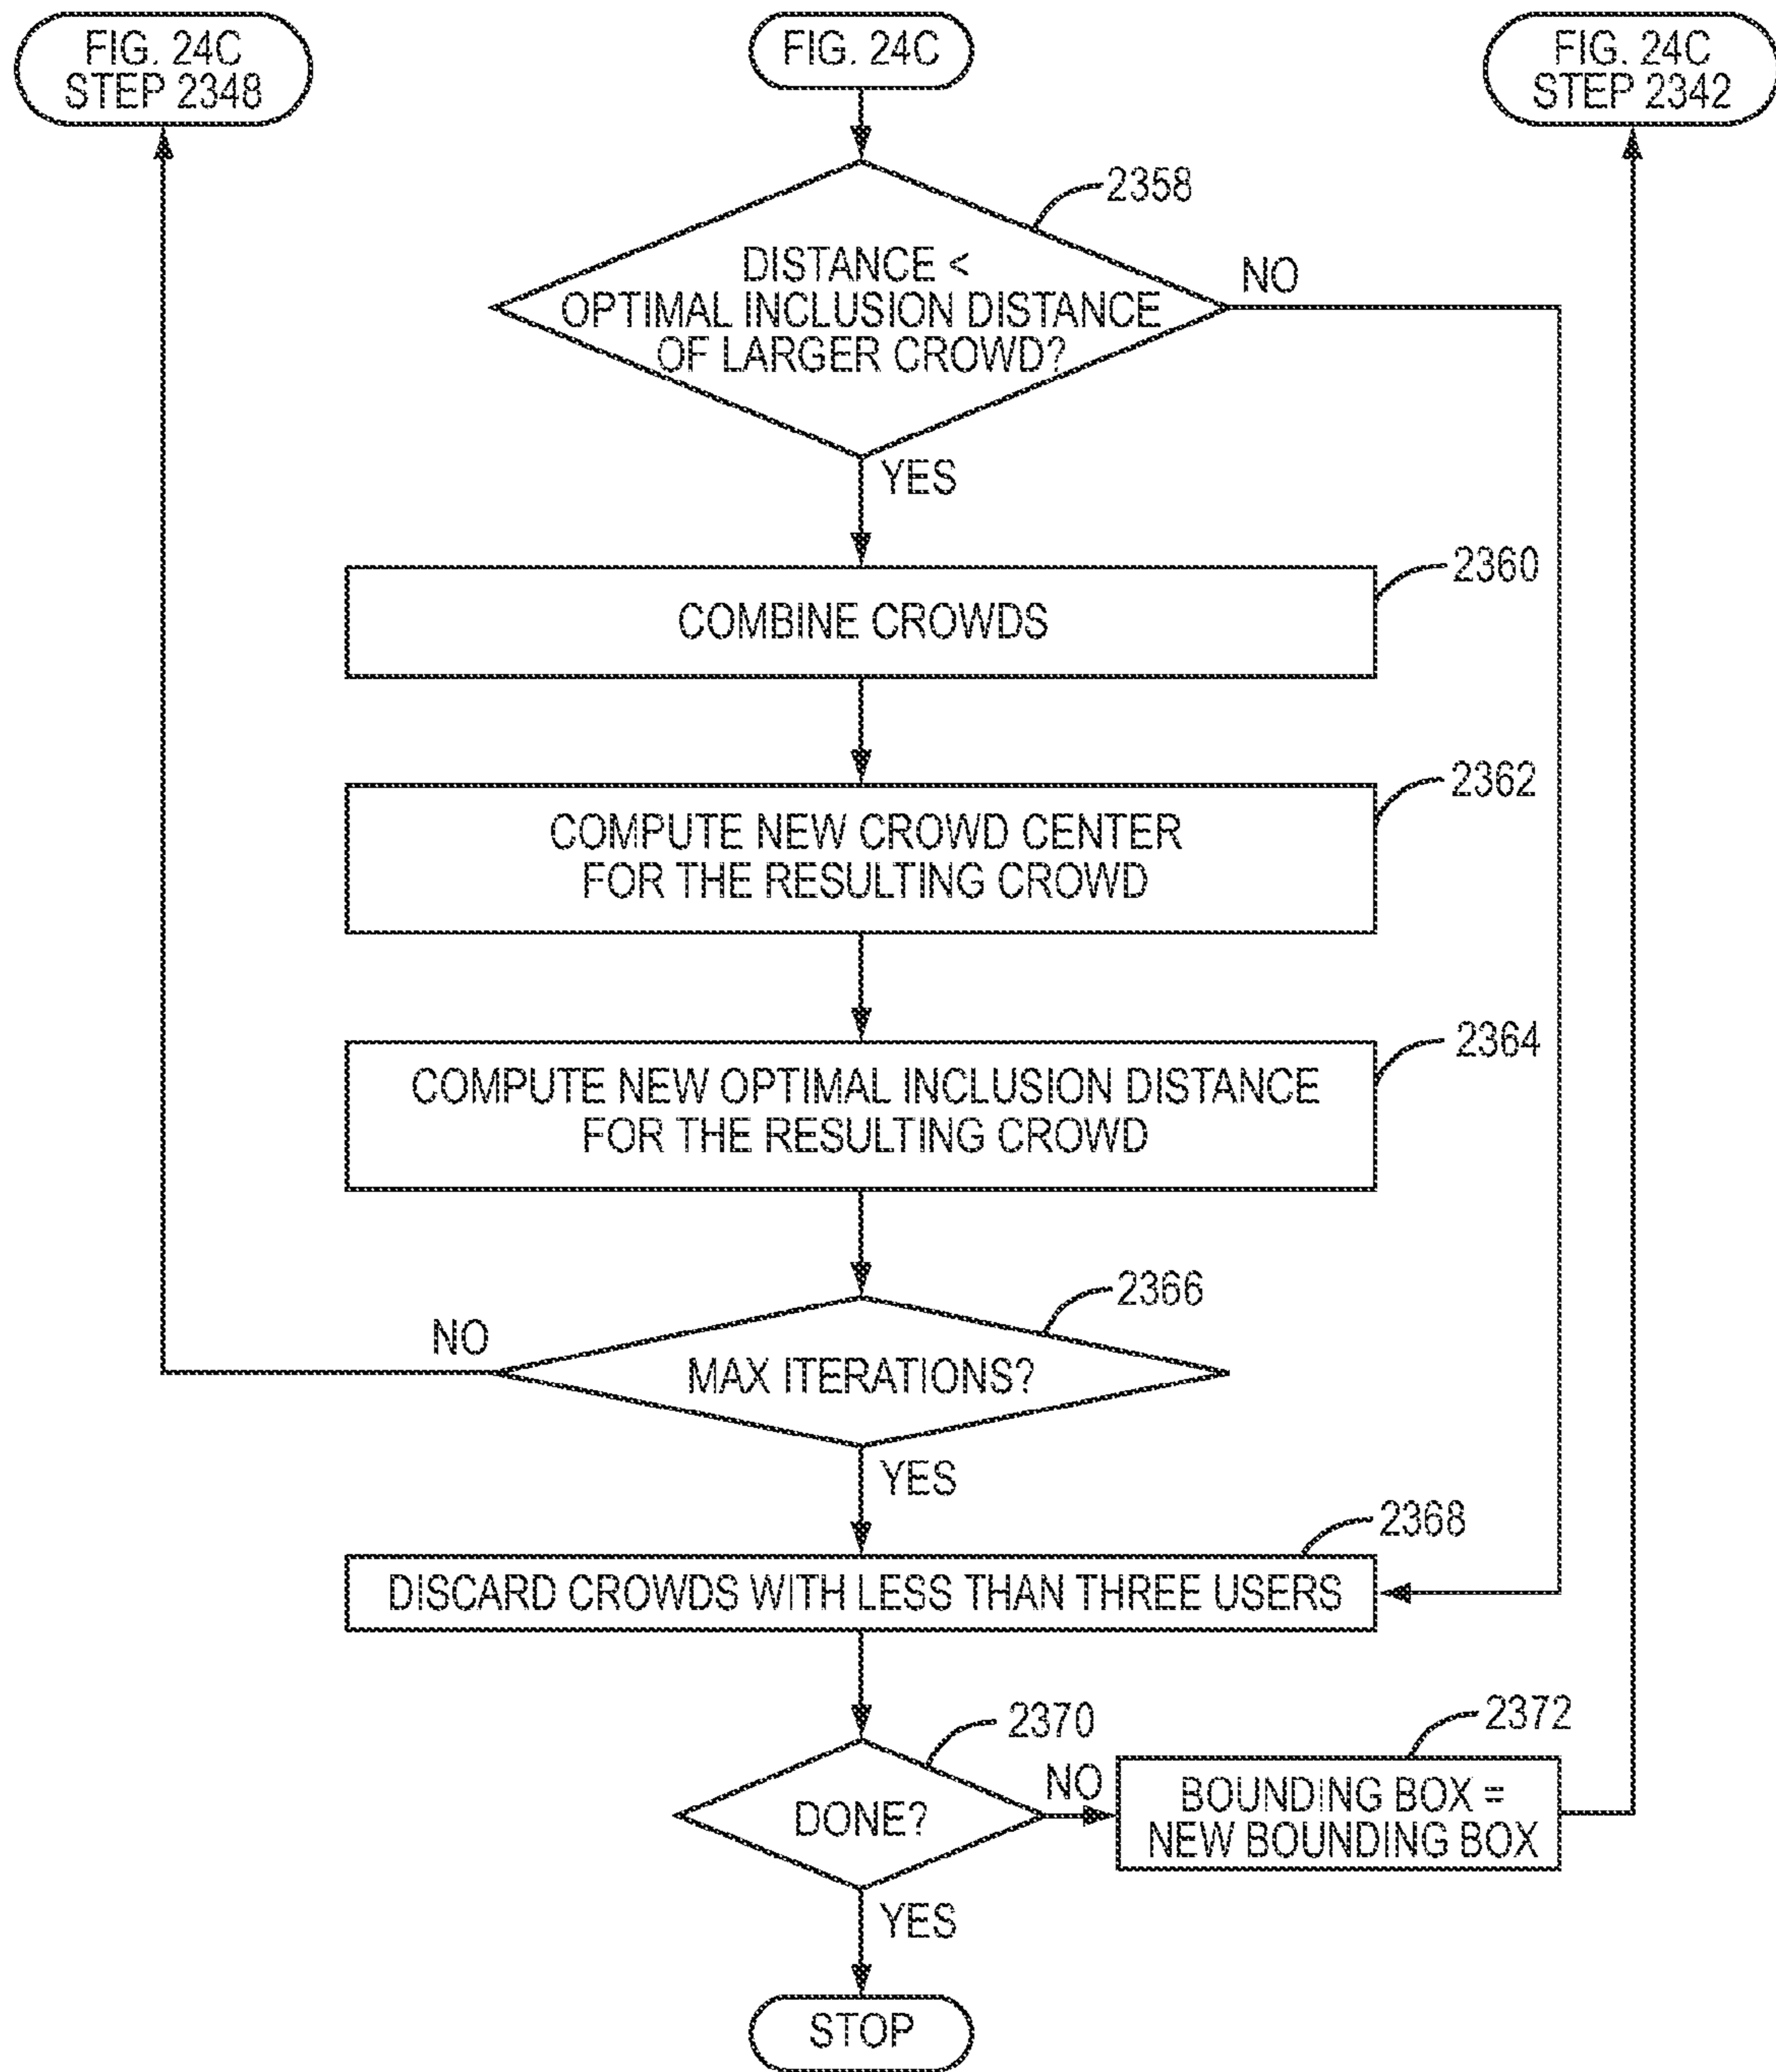 FIG. 24C
STEP 2348
FIG. 24C
FIG. 24C
STEP 2342
2358
DISTANCE <
OPTIMAL INCLUSION DISTANCE
OF LARGER CROWD?
NO
YES
2360
COMBINE CROWDS
2362
COMPUTE NEW CROWD CENTER
FOR THE RESULTING CROWD
2364
COMPUTE NEW OPTIMAL INCLUSION DISTANCE
FOR THE RESULTING CROWD
2366
NO
MAX ITERATIONS?
YES
2368
DISCARD CROWDS WITH LESS THAN THREE USERS
2370
2372
NO
DONE?
BOUNDING BOX =
NEW BOUNDING BOX
YES
STOP